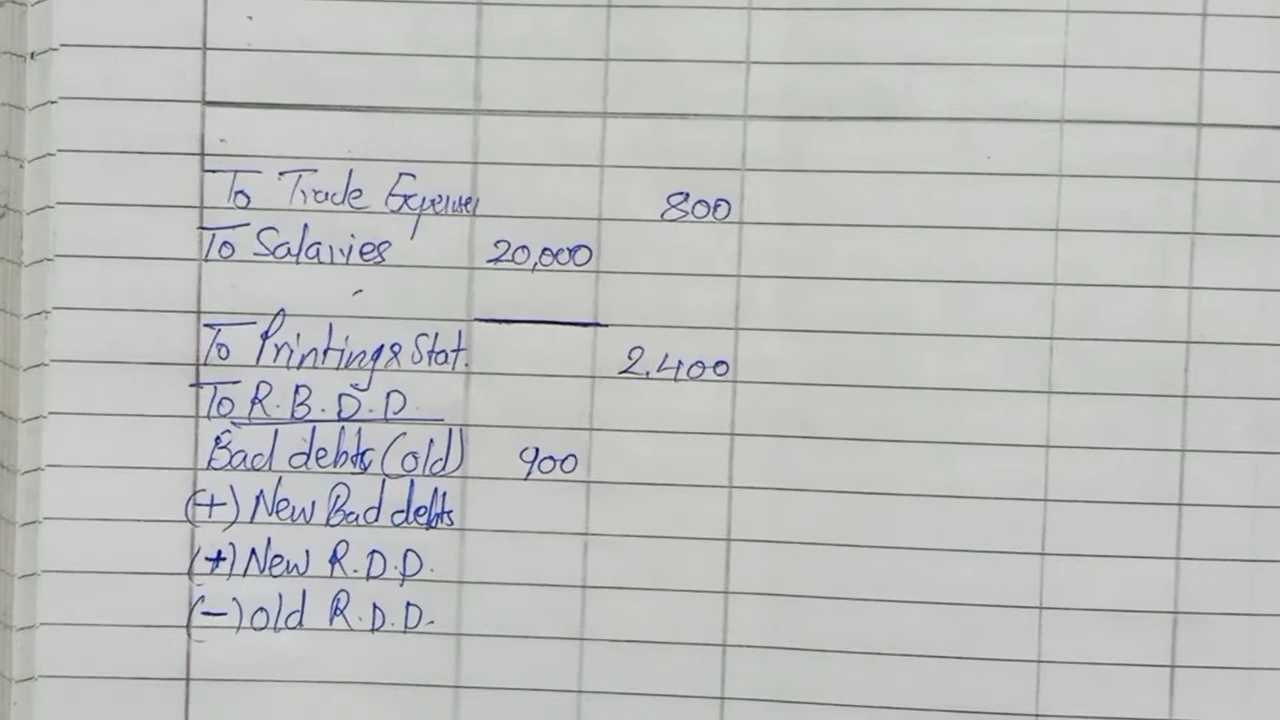 To Trade Expenses 800
To Salaries 20,000
To Printing & Stat. 2,400
To R.B.D.D.
Bad debts (old) 900
(+) New Bad debts
(+) New R.D.D.
(-) old R.D.D.